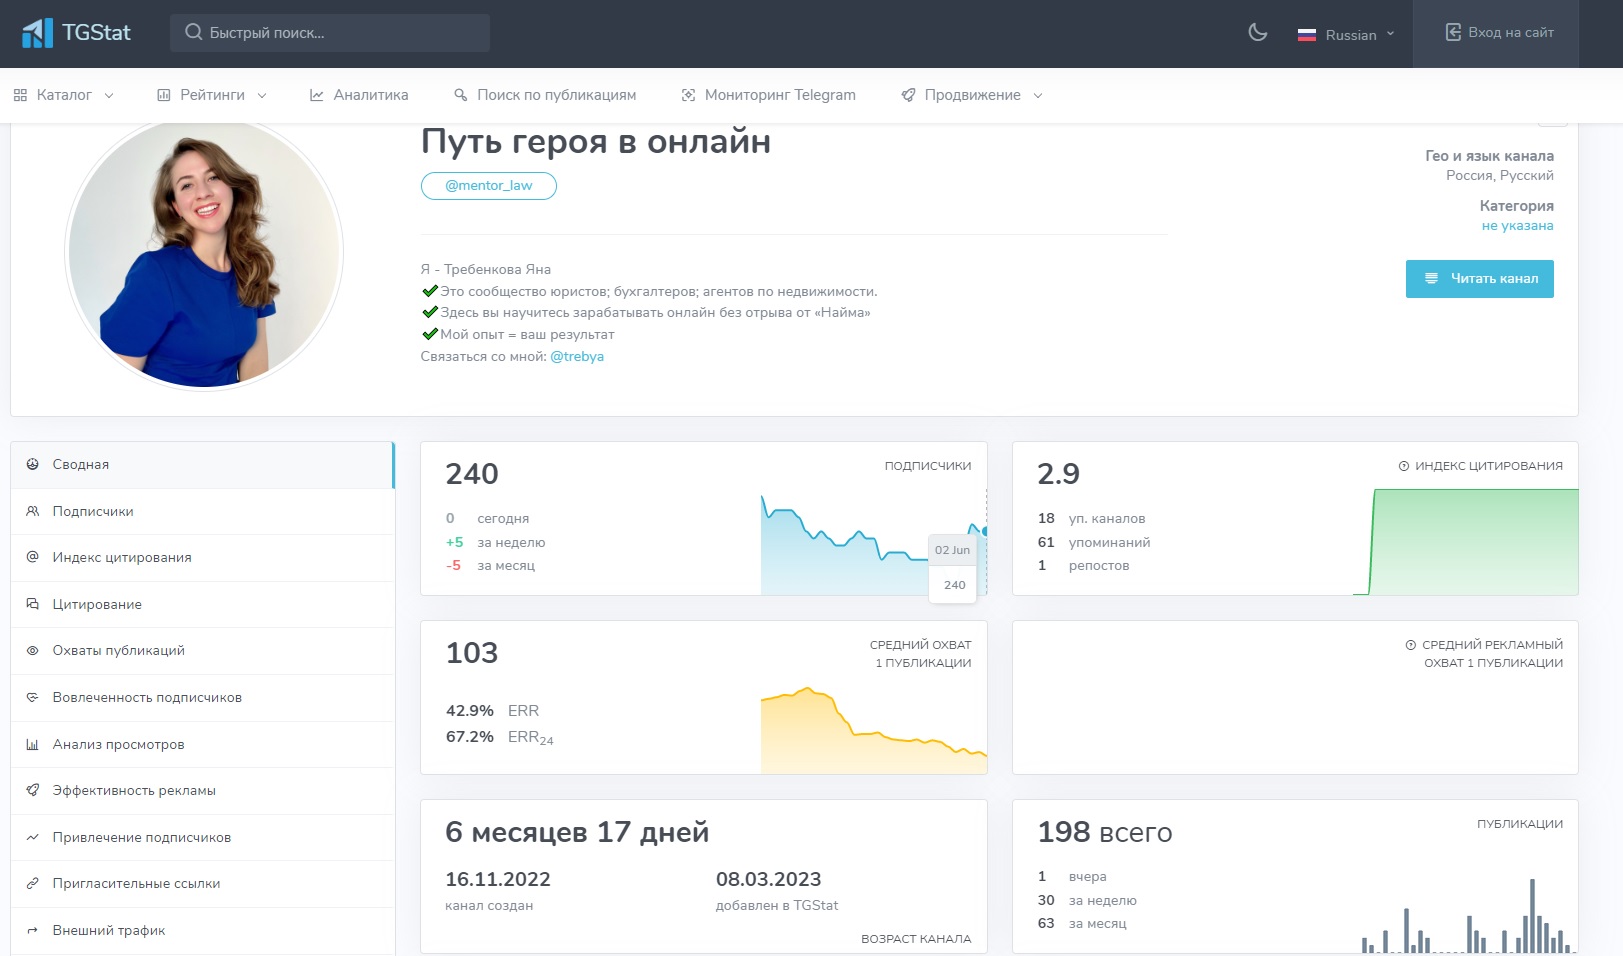 TGStat
Быстрый поиск...
Russian
Вход на сайт
Каталог
Рейтинги
Аналитика
Поиск по публикациям
Мониторинг Telegram
Продвижение
Путь героя в онлайн
@mentor_law
Я - Требенкова Яна
Это сообщество юристов; бухгалтеров; агентов по недвижимости.
Здесь вы научитесь зарабатывать онлайн без отрыва от «Найма»
Мой опыт = ваш результат
Связаться со мной: @trebya
Гео и язык канала
Россия, Русский
Категория
не указана
Читать канал
Сводная
Подписчики
Индекс цитирования
Цитирование
Охваты публикаций
Вовлеченность подписчиков
Анализ просмотров
Эффективность рекламы
Привлечение подписчиков
Пригласительные ссылки
Внешний трафик
240
ПОДПИСЧИКИ
0 сегодня
+5 за неделю
-5 за месяц
02 Jun
240
2.9
ИНДЕКС ЦИТИРОВАНИЯ
18 уп. каналов
61 упоминаний
1 репостов
103
СРЕДНИЙ ОХВАТ
1 ПУБЛИКАЦИИ
42.9% ERR
67.2% ERR24
СРЕДНИЙ РЕКЛАМНЫЙ
ОХВАТ 1 ПУБЛИКАЦИИ
6 месяцев 17 дней
16.11.2022
канал создан
08.03.2023
добавлен в TGStat
ВОЗРАСТ КАНАЛА
198 всего
ПУБЛИКАЦИИ
1 вчера
30 за неделю
63 за месяц